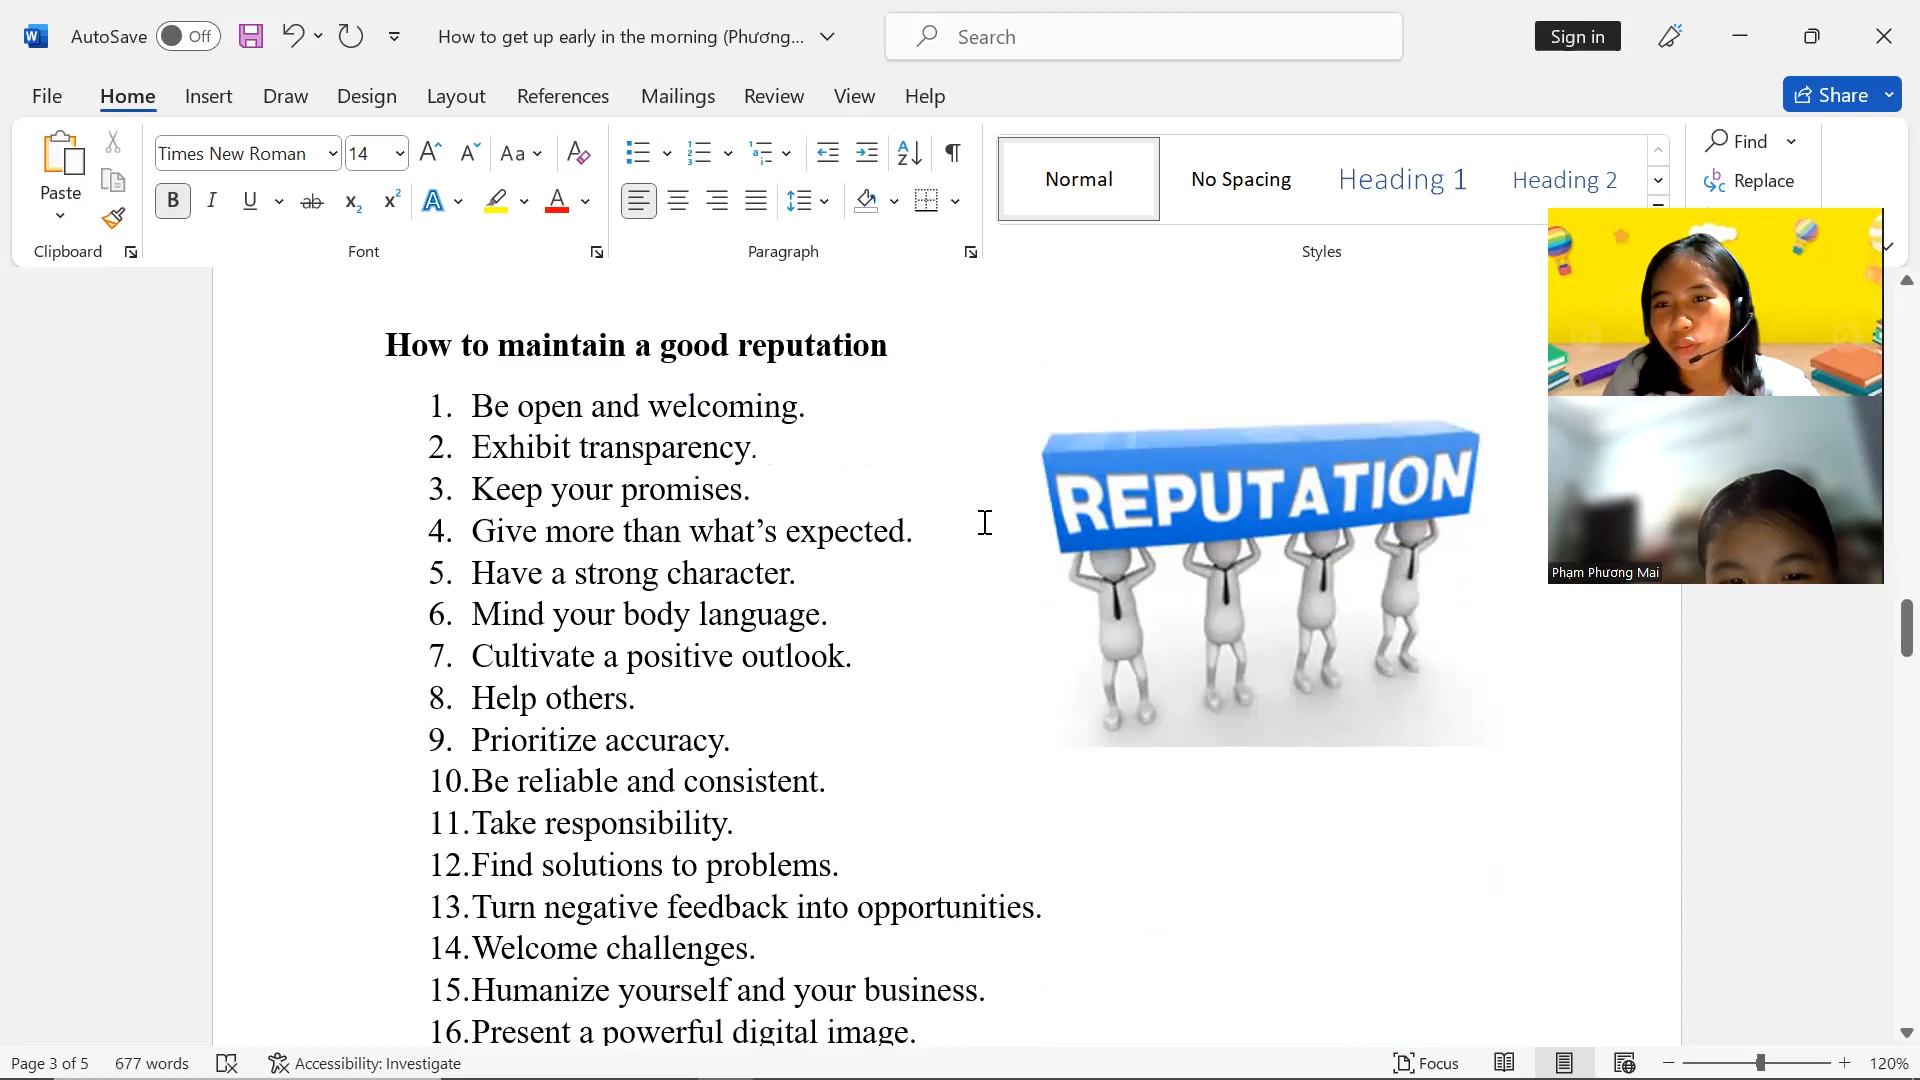 AutoSave Off How to get up early in the morning (Phương... Search Sign in
File Home Insert Draw Design Layout References Mailings Review View Help Share
Times New Roman 14 Aa Normal No Spacing Heading 1 Heading 2 Find
Paste B I U ab x₂ x² A A Replace
Clipboard Font Paragraph Styles
How to maintain a good reputation
1. Be open and welcoming.
2. Exhibit transparency.
3. Keep your promises.
4. Give more than what’s expected.
5. Have a strong character.
6. Mind your body language.
7. Cultivate a positive outlook.
8. Help others.
9. Prioritize accuracy.
10.Be reliable and consistent.
11.Take responsibility.
12.Find solutions to problems.
13.Turn negative feedback into opportunities.
14.Welcome challenges.
15.Humanize yourself and your business.
16.Present a powerful digital image.
REPUTATION
Phạm Phương Mai
Page 3 of 5 677 words Accessibility: Investigate Focus 120%